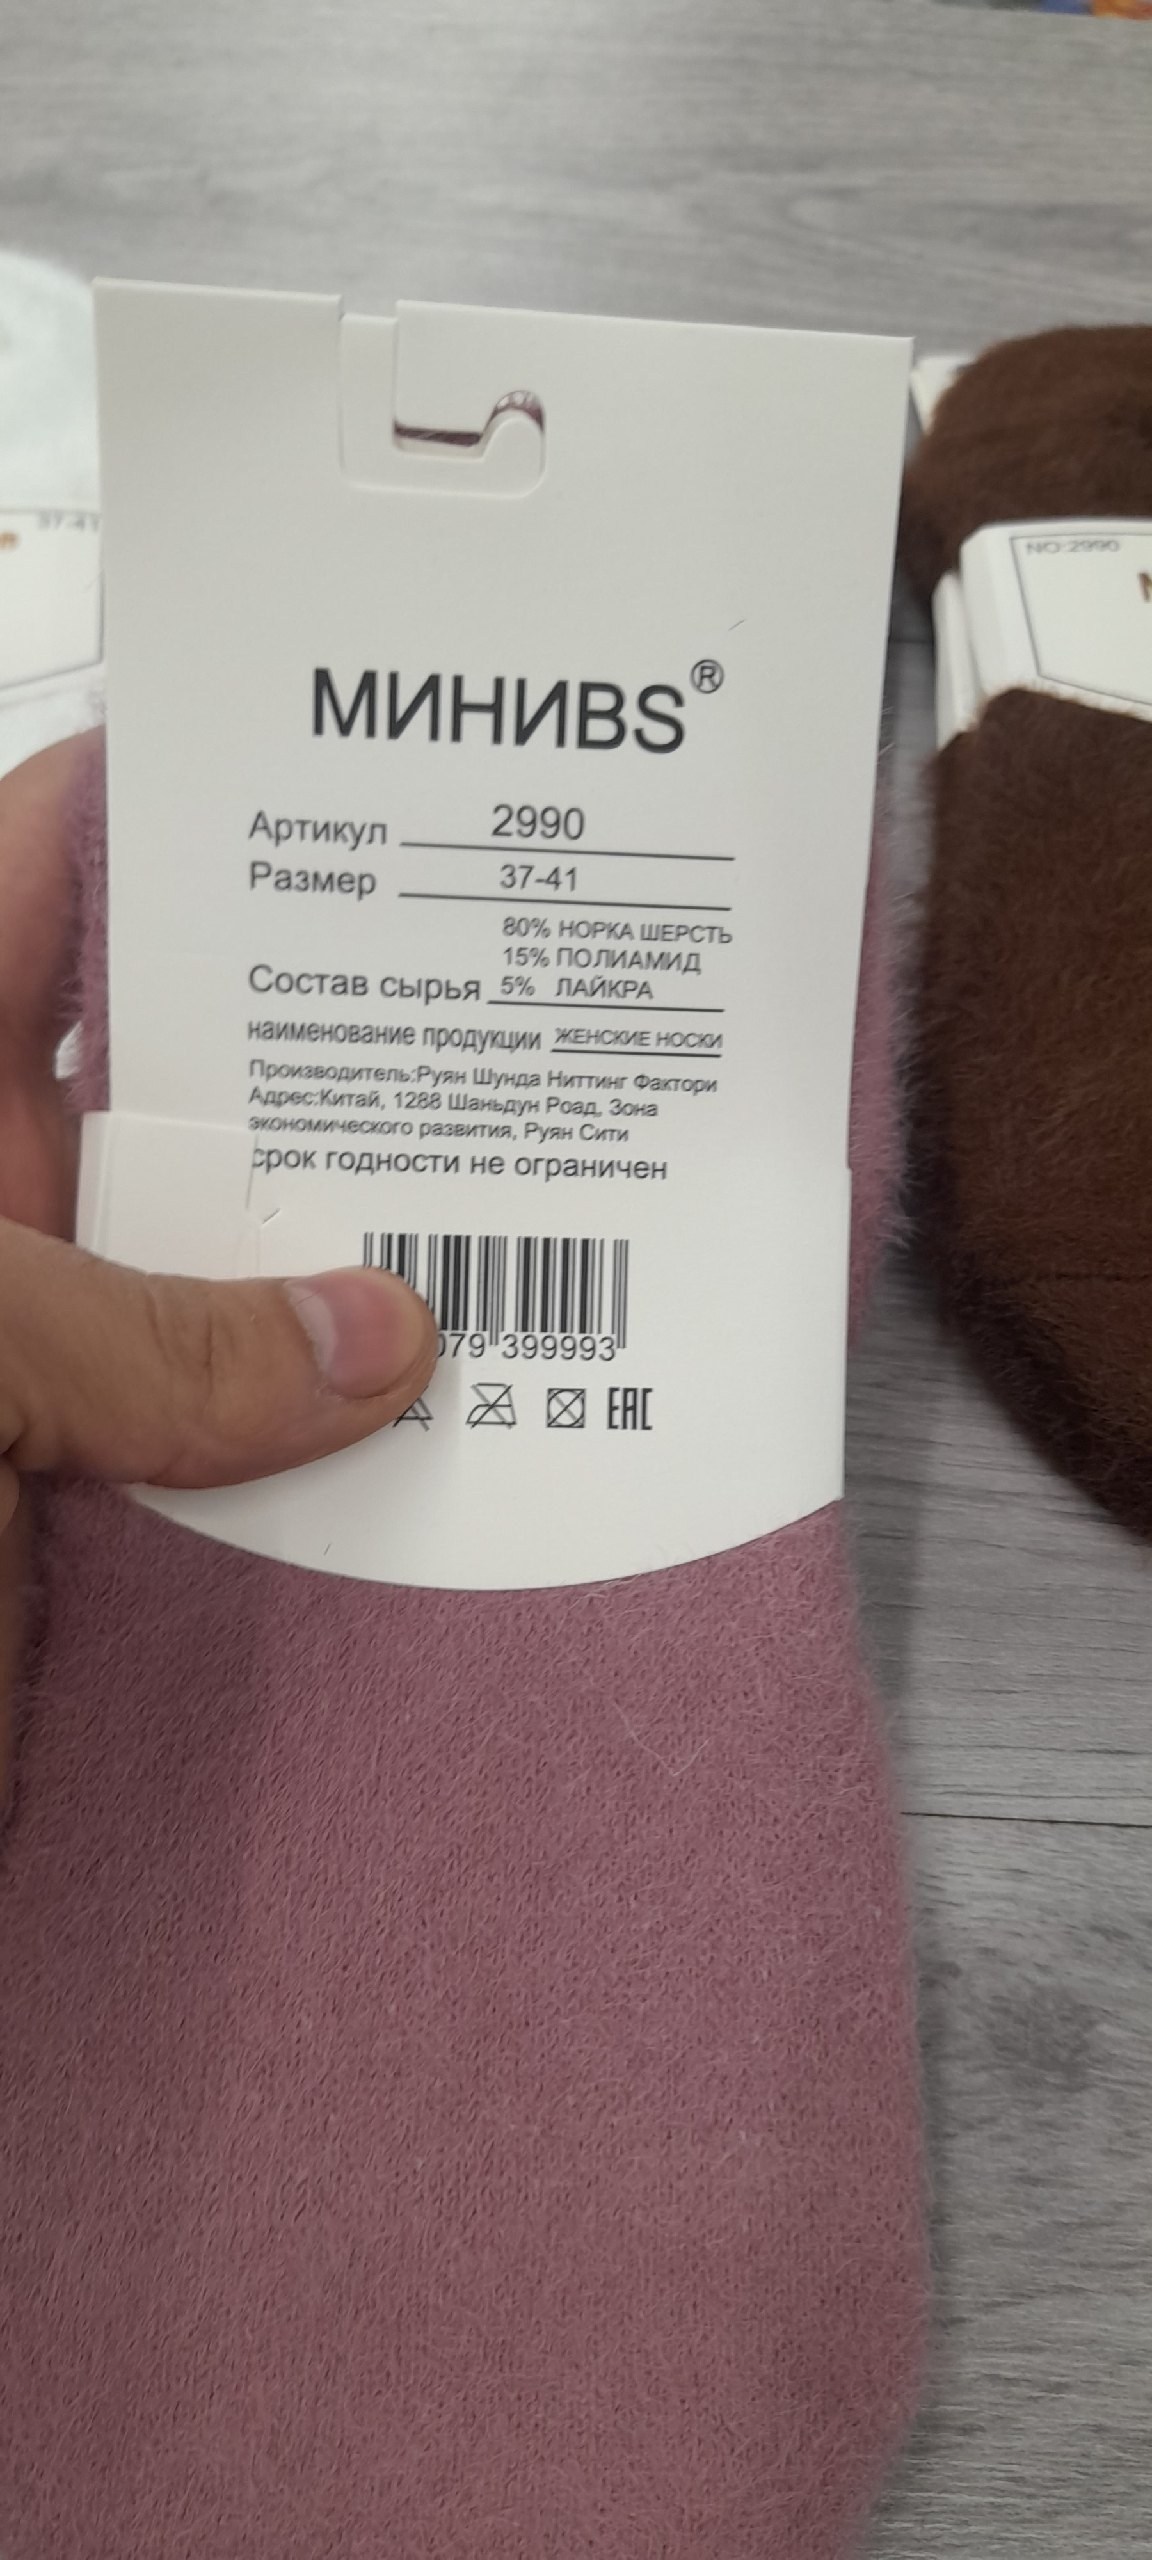 МИНИBS®
Артикул 2990
Размер 37-41
80% НОРКА ШЕРСТЬ
15% ПОЛИАМИД
Состав сырья 5% ЛАЙКРА
наименование продукции ЖЕНСКИЕ НОСКИ
Производитель:Руян Шунда Ниттинг Фактори
Адрес:Китай, 1288 Шаньдун Роад, Зона
экономического развития, Руян Сити
срок годности не ограничен
079 399993
EAC
37-41
NO:2990